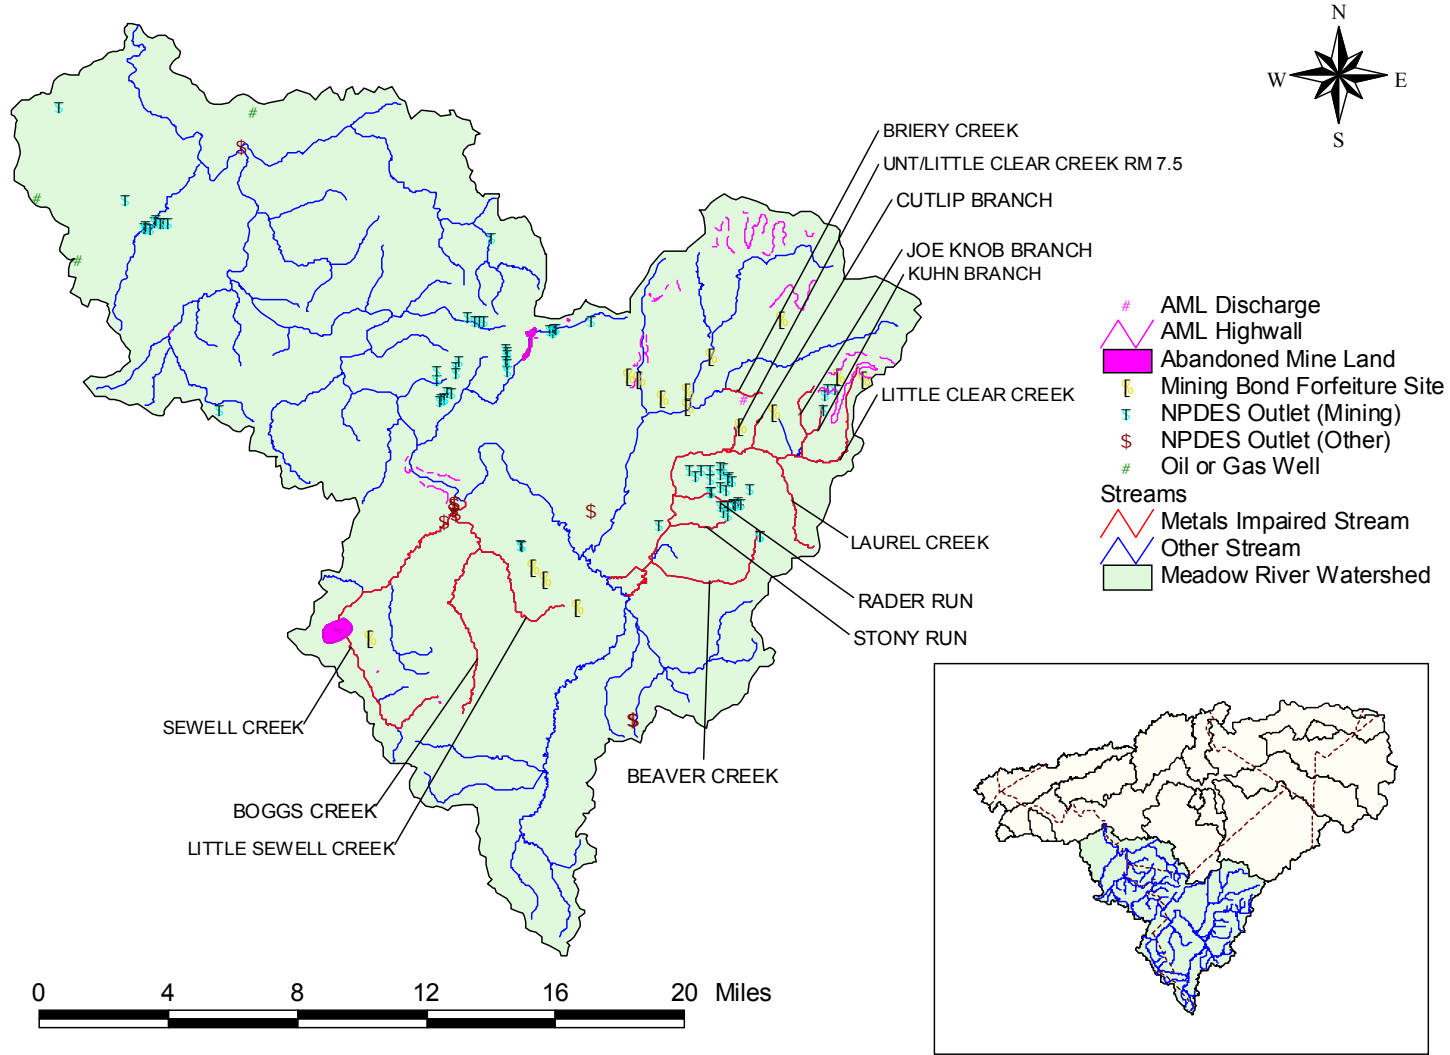 N
W E
S
BRIERY CREEK
UNT/LITTLE CLEAR CREEK RM 7.5
CUTLIP BRANCH
JOE KNOB BRANCH
KUHN BRANCH
LITTLE CLEAR CREEK
LAUREL CREEK
RADER RUN
STONY RUN
BEAVER CREEK
SEWELL CREEK
BOGGS CREEK
LITTLE SEWELL CREEK
# AML Discharge
AML Highwall
Abandoned Mine Land
Mining Bond Forfeiture Site
NPDES Outlet (Mining)
$ NPDES Outlet (Other)
# Oil or Gas Well
Streams
Metals Impaired Stream
Other Stream
Meadow River Watershed
0 4 8 12 16 20 Miles